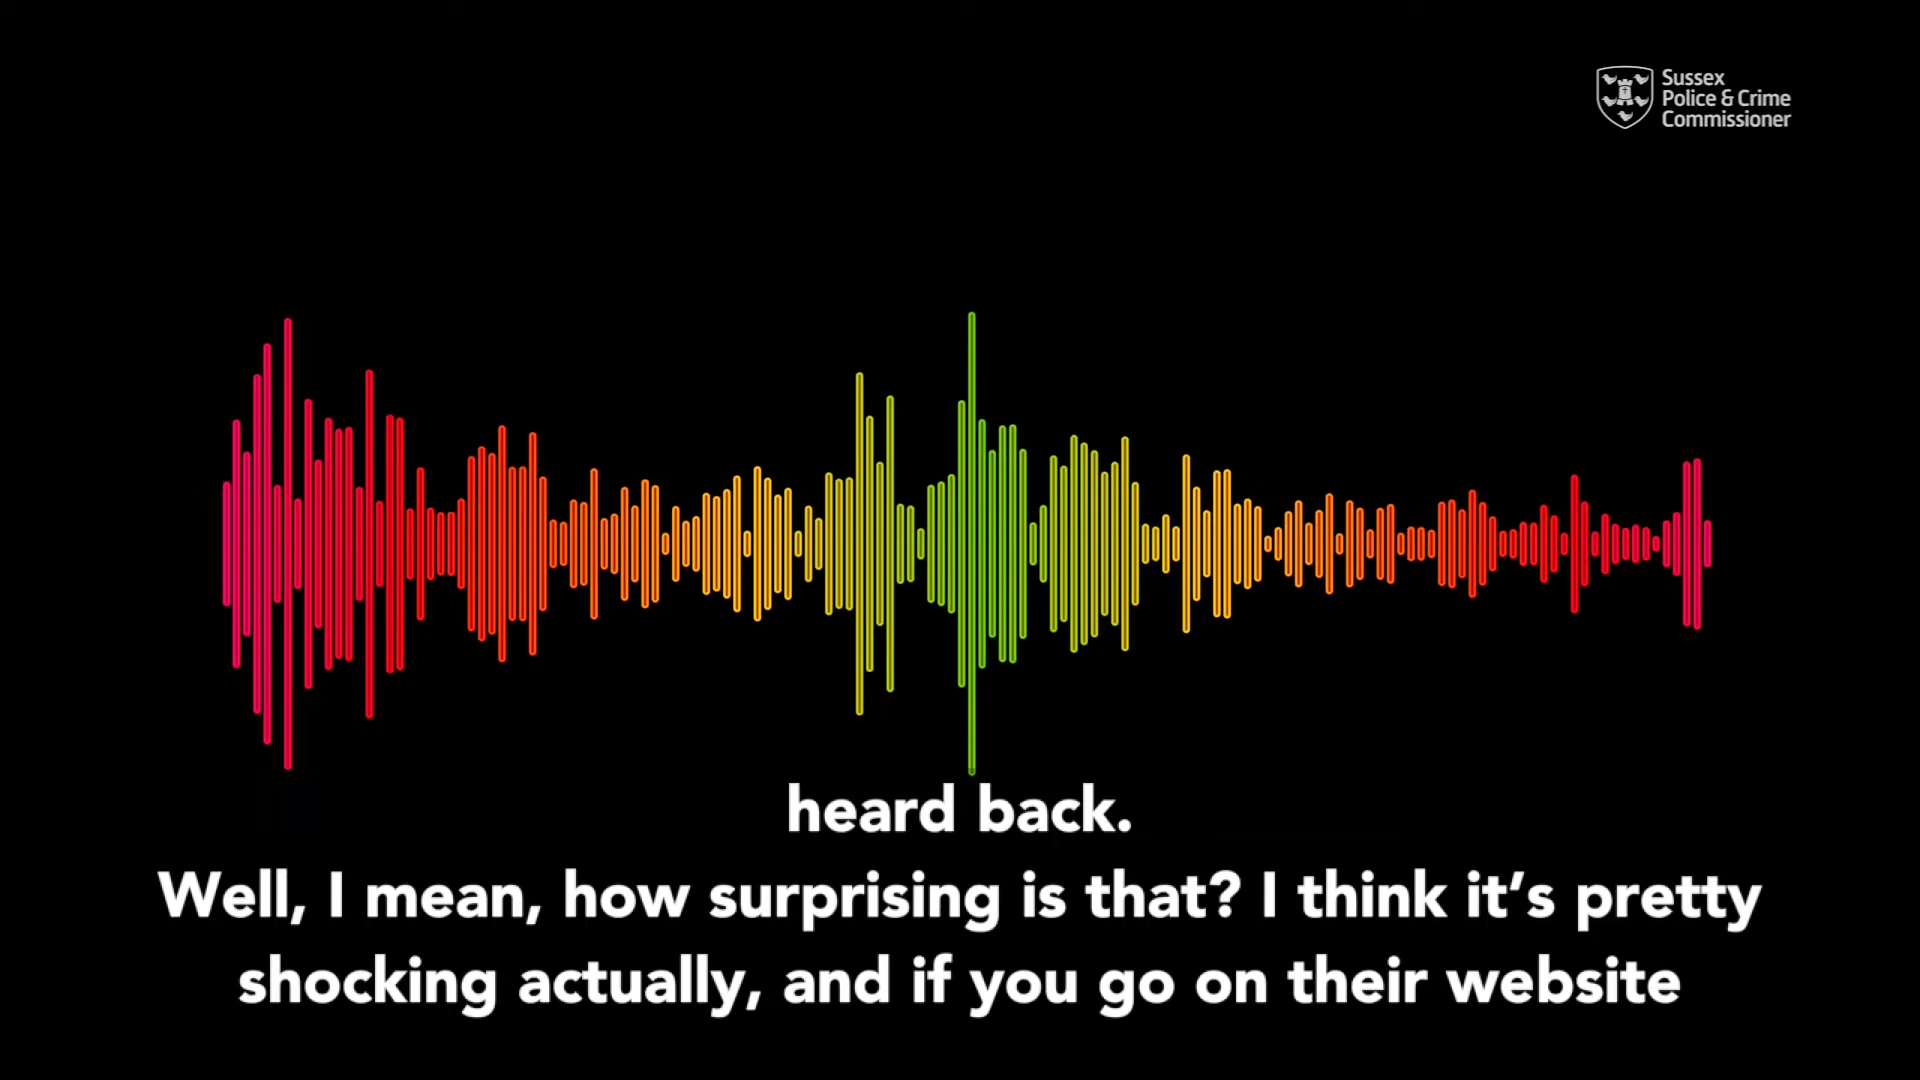 Sussex
Police & Crime
Commissioner
heard back.
Well, I mean, how surprising is that? I think it’s pretty
shocking actually, and if you go on their website